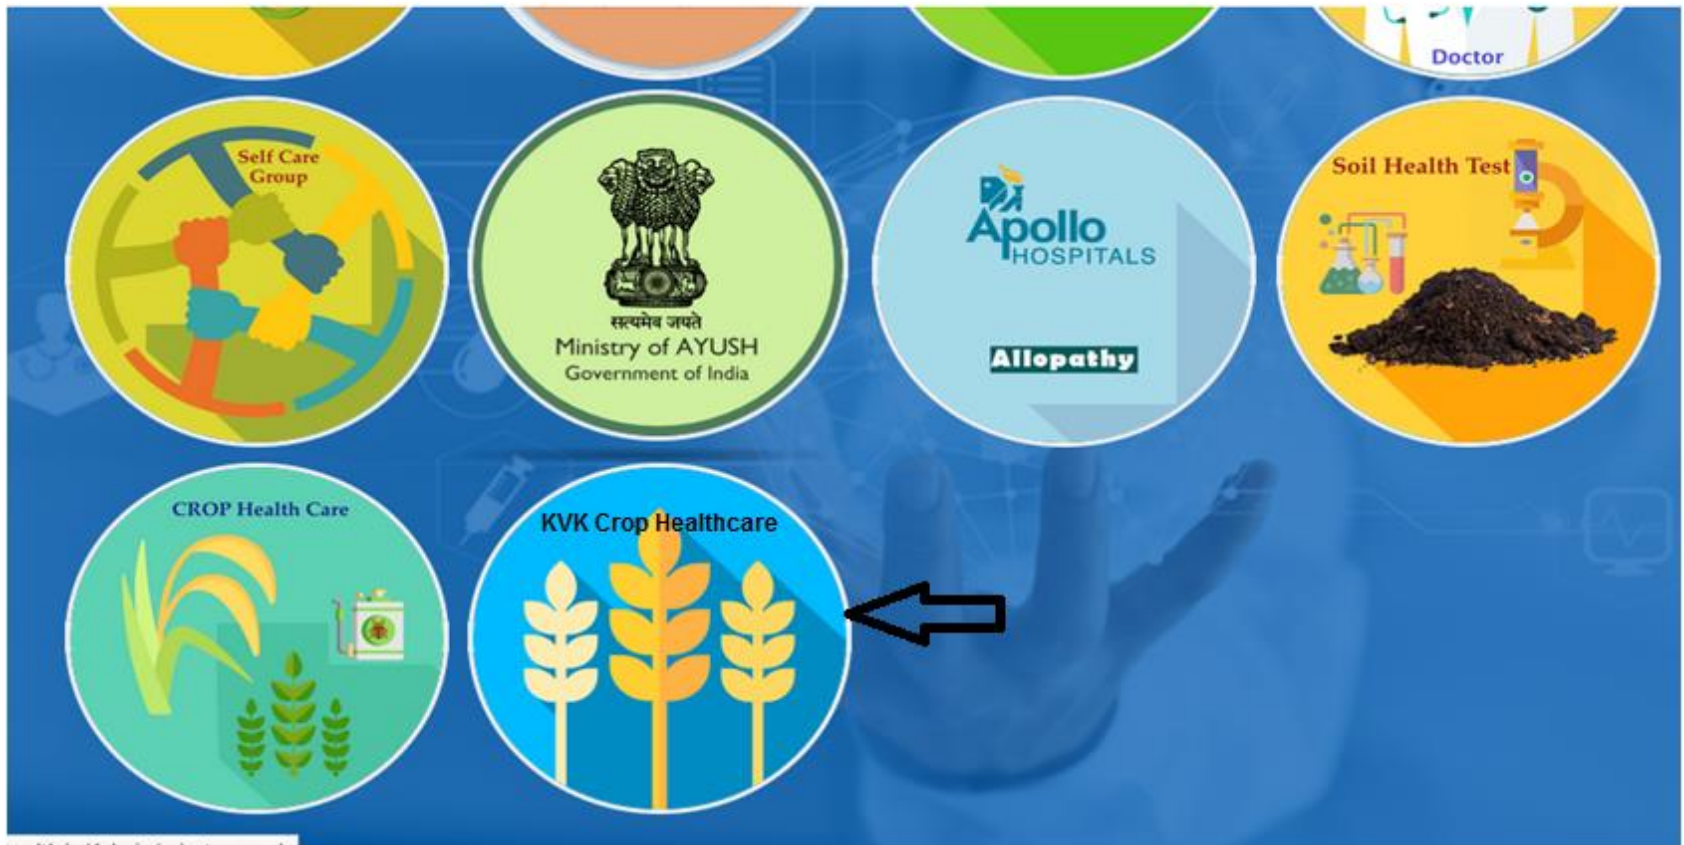 Doctor
Self Care
Group
सत्यमेव जयते
Ministry of AYUSH
Government of India
Apollo
HOSPITALS
Allopathy
Soil Health Test
CROP Health Care
KVK Crop Healthcare